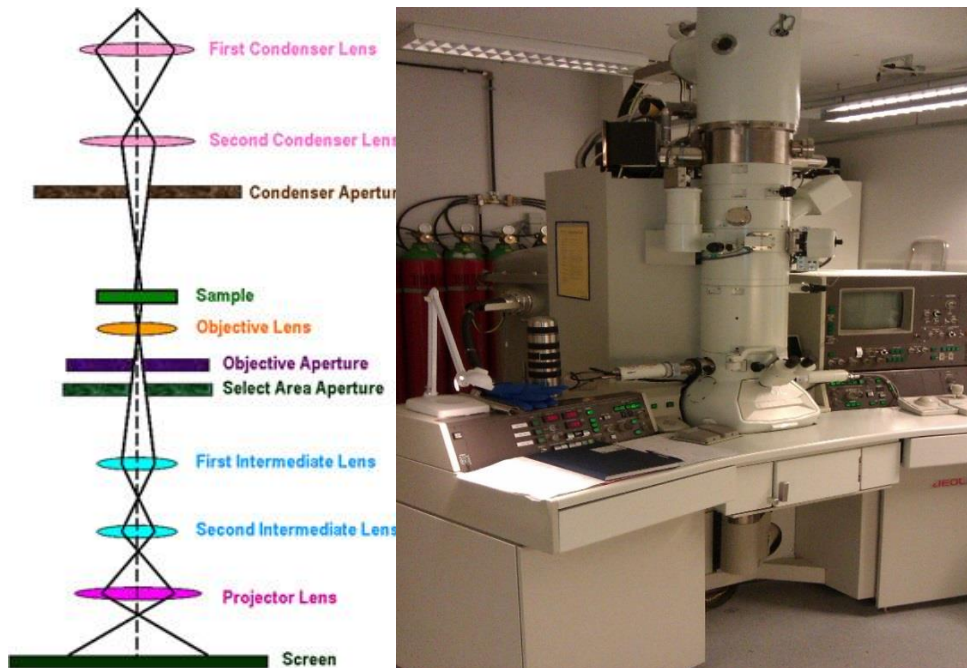 First Condenser Lens
Second Condenser Lens
Condenser Apertur
Sample
Objective Lens
Objective Aperture
Select Area Aperture
First Intermediate Lens
Second Intermediate Lens
Projector Lens
Screen
JEOL